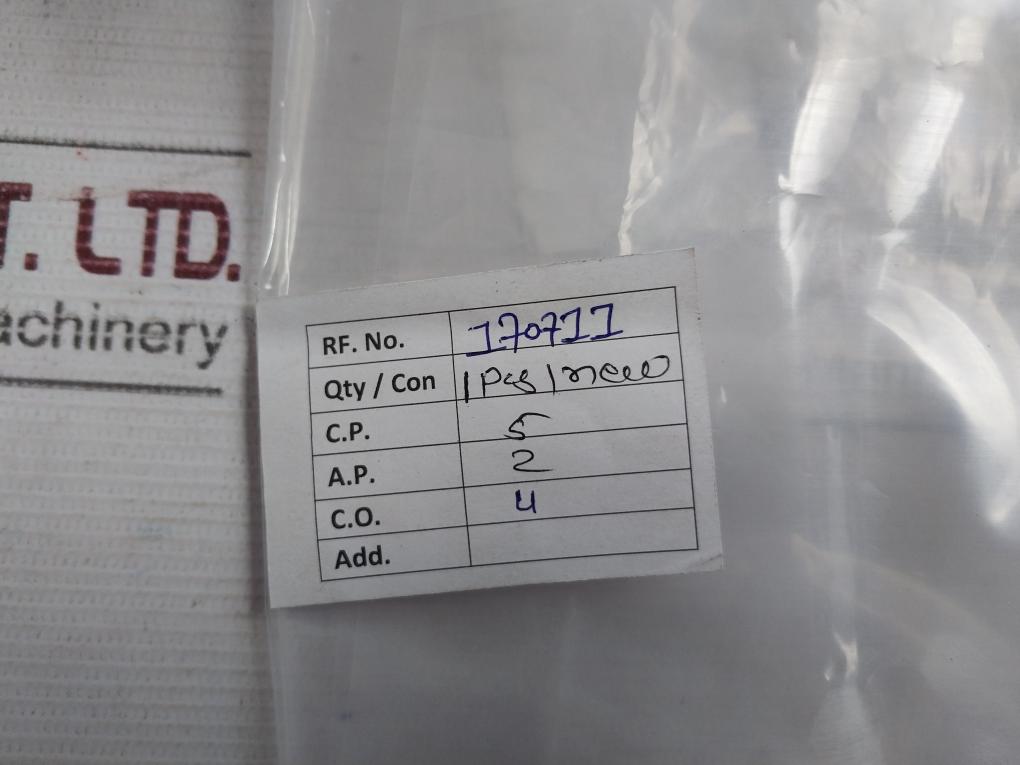 T. LTD.
achinery
RF. No. 170711
Qty / Con 1 Pcs / new
C.P. 5
A.P. 2
C.O. 4
Add.